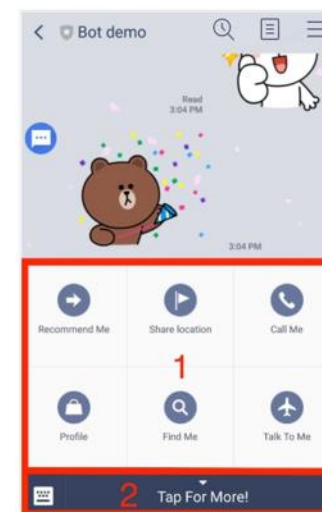 Bot demo
Read
3:04 PM
3:04 PM
Recommend Me
Share location
Call Me
1
Profile
Find Me
Talk To Me
2
Tap For More!